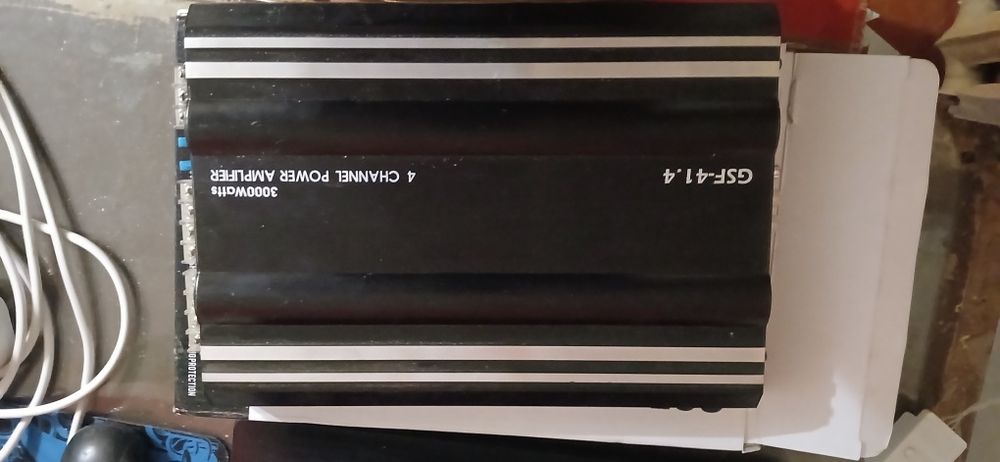 GSF-41.4
3000Watts
4 CHANNEL POWER AMPLIFIER
PROTECTION